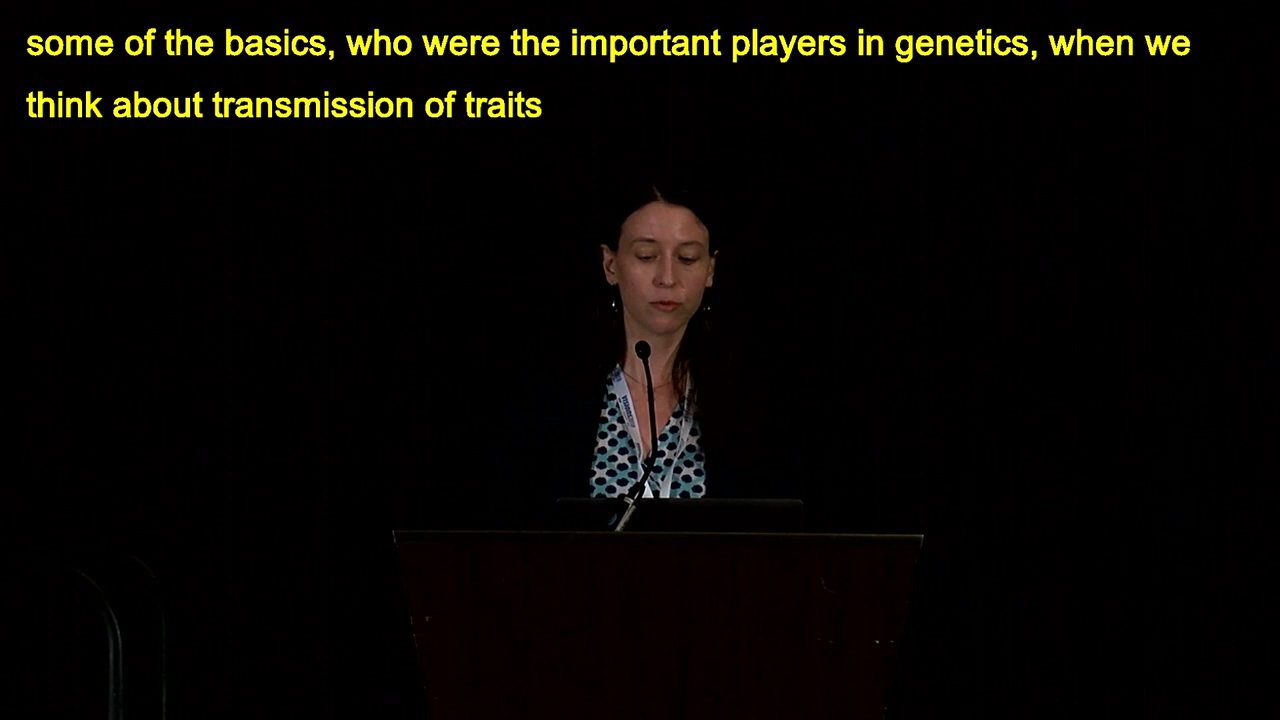 some of the basics, who were the important players in genetics, when we
think about transmission of traits